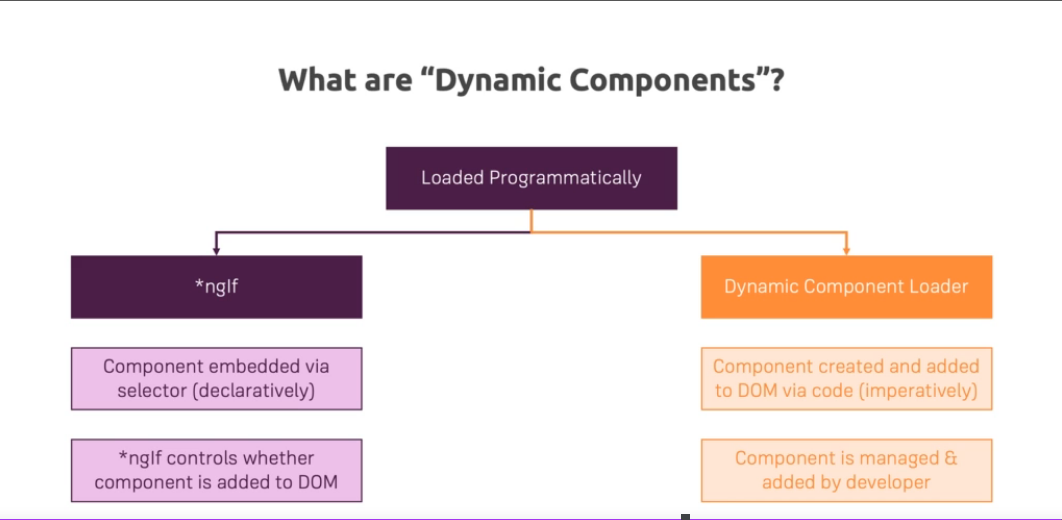 What are “Dynamic Components”?
Loaded Programmatically
*ngIf
Dynamic Component Loader
Component embedded via
selector (declaratively)
Component created and added
to DOM via code (imperatively)
*ngIf controls whether
component is added to DOM
Component is managed &
added by developer